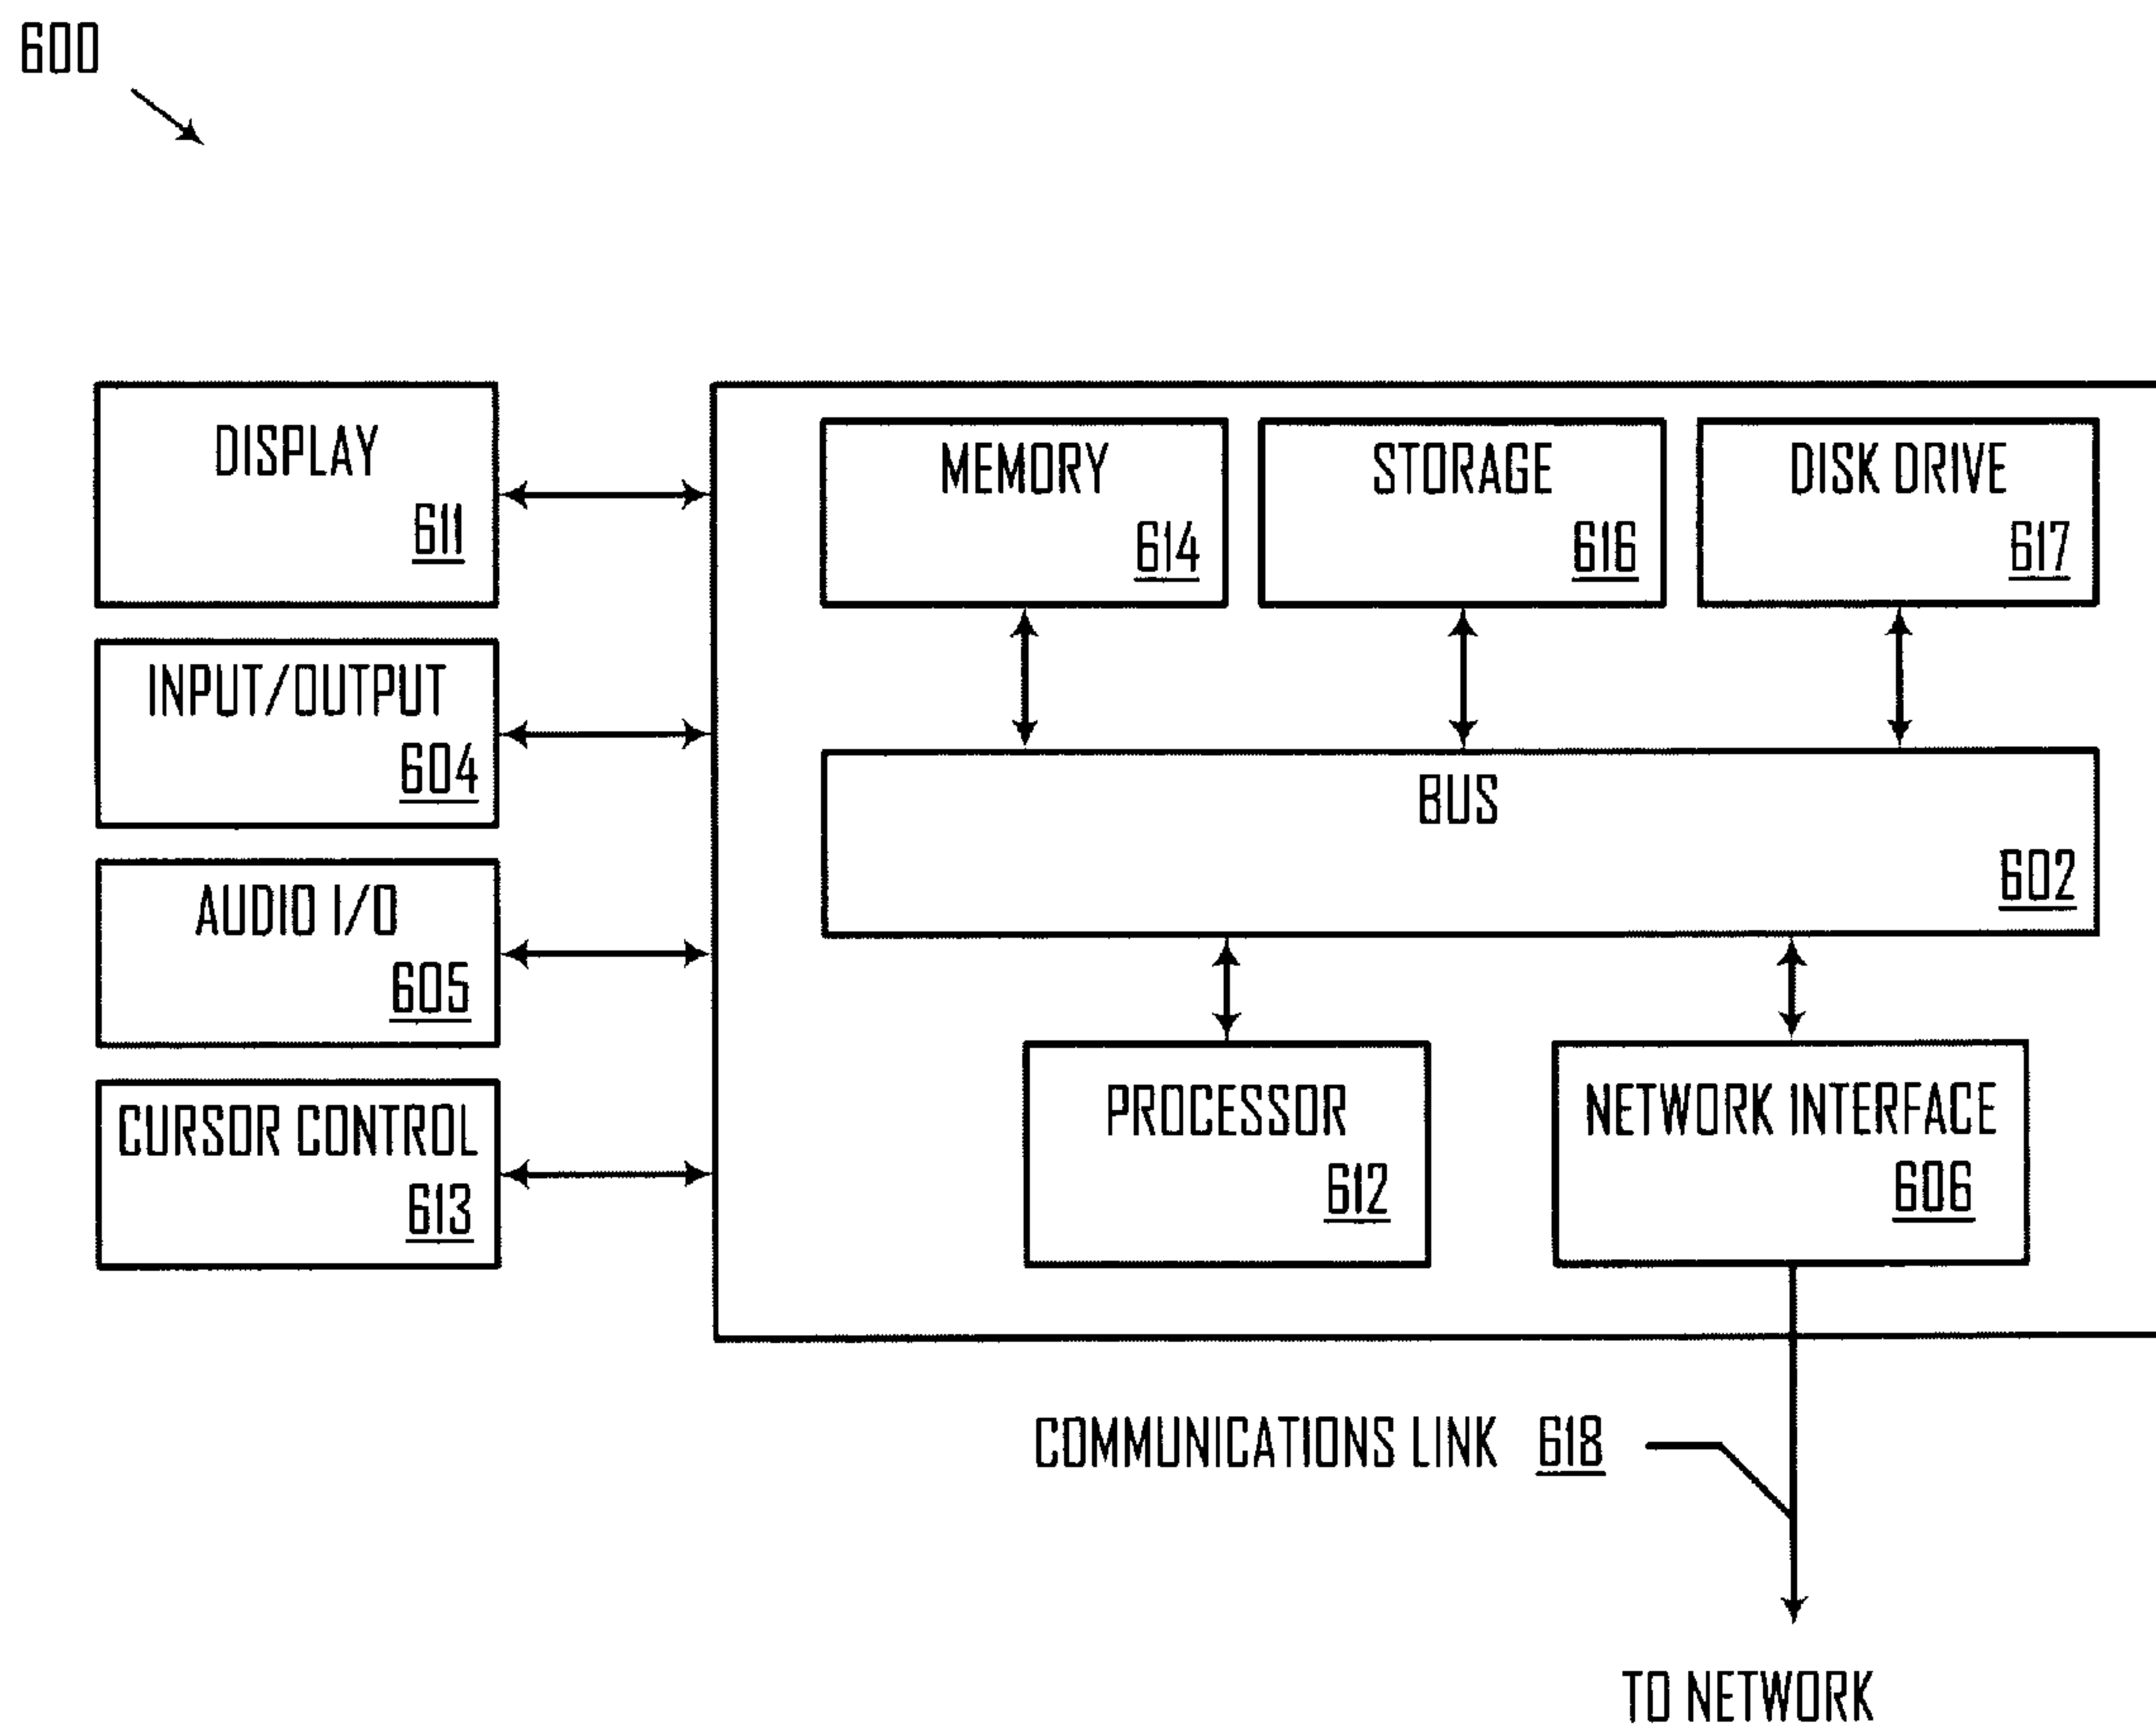 600
DISPLAY
611
INPUT/OUTPUT
604
AUDIO I/O
605
CURSOR CONTROL
613
MEMORY
614
STORAGE
616
DISK DRIVE
617
BUS
602
PROCESSOR
612
NETWORK INTERFACE
606
COMMUNICATIONS LINK 618
TO NETWORK